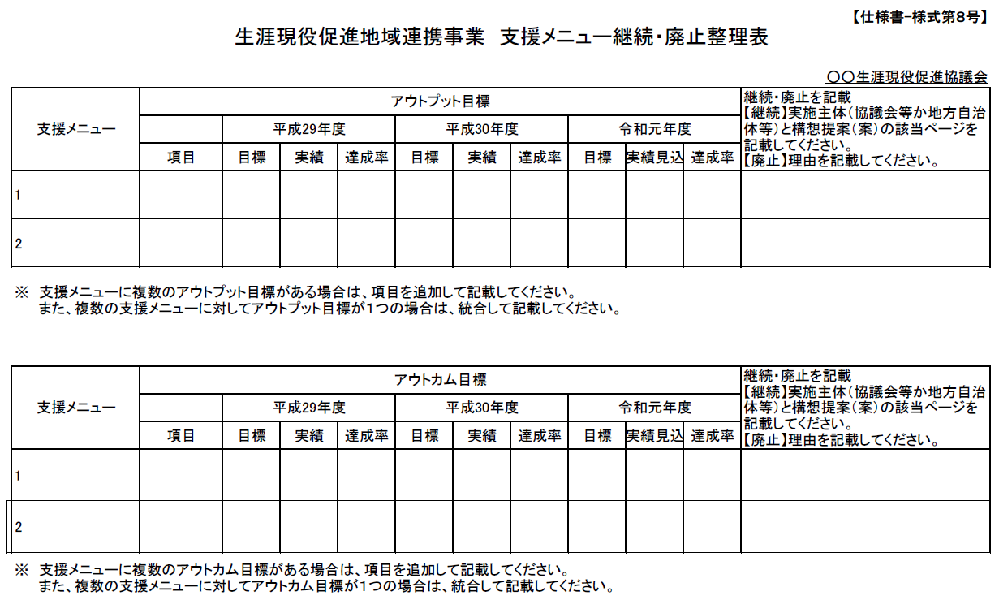 【仕様書-様式第８号】
生涯現役促進地域連携事業　支援メニュー継続・廃止整理表
〇〇生涯現役促進協議会
支援メニュー
アウトプット目標
継続・廃止を記載
【継続】実施主体（協議会等か地方自治
体等）と構想提案（案）の該当ページを
記載してください。
【廃止】理由を記載してください。
平成29年度 平成30年度 令和元年度
項目 目標 実績 達成率 目標 実績 達成率 目標 実績見込 達成率
1
2
※　支援メニューに複数のアウトプット目標がある場合は、項目を追加して記載してください。
また、複数の支援メニューに対してアウトプット目標が１つの場合は、統合して記載してください。
支援メニュー
アウトカム目標
継続・廃止を記載
【継続】実施主体（協議会等か地方自治
体等）と構想提案（案）の該当ページを
記載してください。
【廃止】理由を記載してください。
平成29年度 平成30年度 令和元年度
項目 目標 実績 達成率 目標 実績 達成率 目標 実績見込 達成率
1
2
※　支援メニューに複数のアウトカム目標がある場合は、項目を追加して記載してください。
また、複数の支援メニューに対してアウトカム目標が１つの場合は、統合して記載してください。